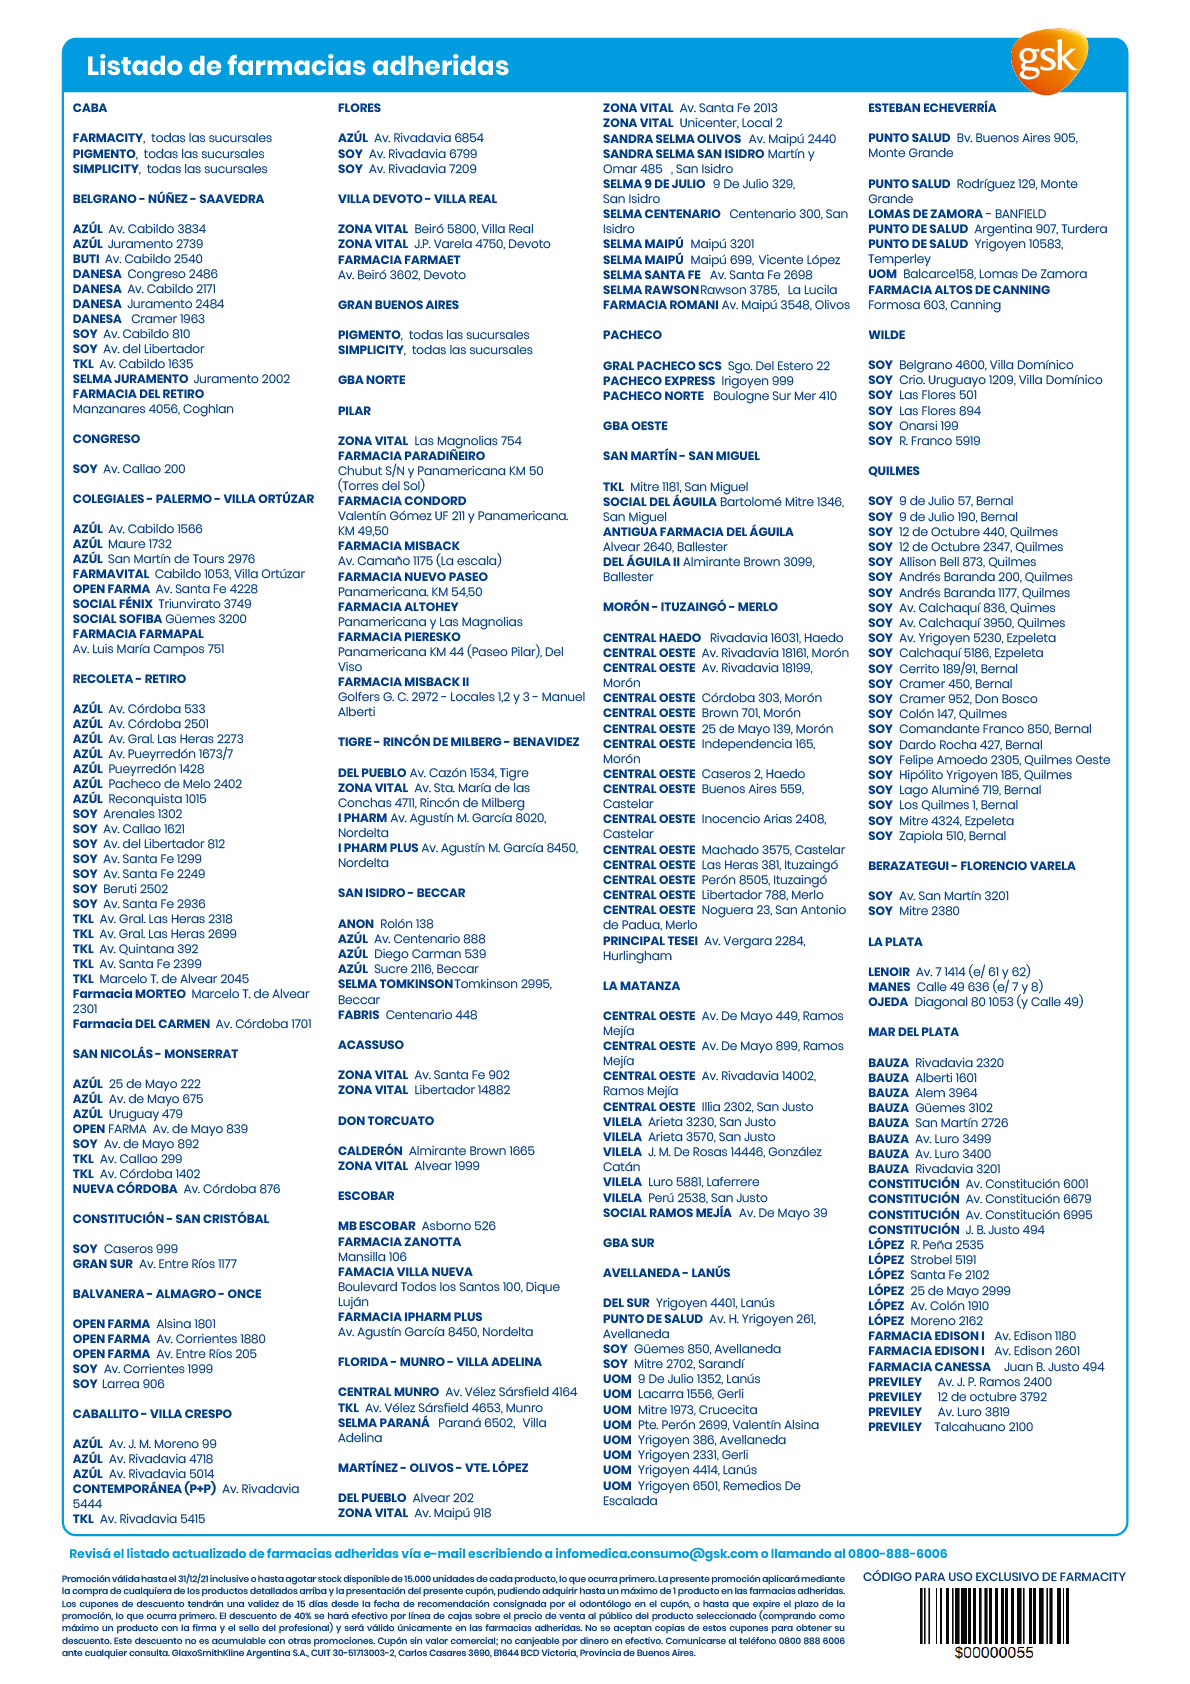 Listado de farmacias adheridas
gsk
CABA
FARMACITY, todas las sucursales
PIGMENTO, todas las sucursales
SIMPLICITY, todas las sucursales
BELGRANO - NÚÑEZ - SAAVEDRA
AZÚL Av. Cabildo 3834
AZÚL Juramento 2739
BUTI Av. Cabildo 2540
DANESA Congreso 2486
DANESA Av. Cabildo 2171
DANESA Juramento 2484
DANESA Cramer 1963
SOY Av. Cabildo 810
SOY Av. del Libertador
TKL Av. Cabildo 1635
SELMA JURAMENTO Juramento 2002
FARMACIA DEL RETIRO
Manzanares 4056, Coghlan
CONGRESO
SOY Av. Callao 200
COLEGIALES - PALERMO - VILLA ORTÚZAR
AZÚL Av. Cabildo 1566
AZÚL Maure 1732
AZÚL San Martín de Tours 2976
FARMAVITAL Cabildo 1053, Villa Ortúzar
OPEN FARMA Av. Santa Fe 4228
SOCIAL FÉNIX Triunvirato 3749
SOCIAL SOFIBA Güemes 3200
FARMACIA FARMAPAL
Av. Luis María Campos 751
RECOLETA - RETIRO
AZÚL Av. Córdoba 533
AZÚL Av. Córdoba 2501
AZÚL Av. Gral. Las Heras 2273
AZÚL Av. Pueyrredón 1673/7
AZÚL Pueyrredón 1428
AZÚL Pacheco de Melo 2402
AZÚL Reconquista 1015
SOY Arenales 1302
SOY Av. Callao 1621
SOY Av. del Libertador 812
SOY Av. Santa Fe 1299
SOY Av. Santa Fe 2249
SOY Beruti 2502
SOY Av. Santa Fe 2936
TKL Av. Gral. Las Heras 2318
TKL Av. Gral. Las Heras 2699
TKL Av. Quintana 392
TKL Av. Santa Fe 2399
TKL Marcelo T. de Alvear 2045
Farmacia MORTEO Marcelo T. de Alvear
2301
Farmacia DEL CARMEN Av. Córdoba 1701
SAN NICOLÁS - MONSERRAT
AZÚL 25 de Mayo 222
AZÚL Av. de Mayo 675
AZÚL Uruguay 479
OPEN FARMA Av. de Mayo 839
SOY Av. de Mayo 892
TKL Av. Callao 299
TKL Av. Córdoba 1402
NUEVA CÓRDOBA Av. Córdoba 876
CONSTITUCIÓN - SAN CRISTÓBAL
SOY Caseros 999
GRAN SUR Av. Entre Ríos 1177
BALVANERA - ALMAGRO - ONCE
OPEN FARMA Alsina 1801
OPEN FARMA Av. Corrientes 1880
OPEN FARMA Av. Entre Ríos 205
SOY Av. Corrientes 1999
SOY Larrea 906
CABALLITO - VILLA CRESPO
AZÚL Av. J. M. Moreno 99
AZÚL Av. Rivadavia 4718
AZÚL Av. Rivadavia 5014
CONTEMPORÁNEA (P+P) Av. Rivadavia
5444
TKL Av. Rivadavia 5415
FLORES
AZÚL Av. Rivadavia 6854
SOY Av. Rivadavia 6799
SOY Av. Rivadavia 7209
VILLA DEVOTO - VILLA REAL
ZONA VITAL Beiró 5800, Villa Real
ZONA VITAL J.P. Varela 4750, Devoto
FARMACIA FARMAET
Av. Beiró 3602, Devoto
GRAN BUENOS AIRES
PIGMENTO, todas las sucursales
SIMPLICITY, todas las sucursales
GBA NORTE
PILAR
ZONA VITAL Las Magnolias 754
FARMACIA PARADIÑEIRO
Chubut S/N y Panamericana KM 50
(Torres del Sol)
FARMACIA CONDORD
Valentín Gómez UF 211 y Panamericana.
KM 49,50
FARMACIA MISBACK
Av. Camaño 1175 (La escala)
FARMACIA NUEVO PASEO
Panamericana. KM 54,50
FARMACIA ALTOHEY
Panamericana y Las Magnolias
FARMACIA PIERESKO
Panamericana KM 44 (Paseo Pilar), Del
Viso
FARMACIA MISBACK II
Golfers G. C. 2972 - Locales 1,2 y 3 - Manuel
Alberti
TIGRE - RINCÓN DE MILBERG - BENAVIDEZ
DEL PUEBLO Av. Cazón 1534, Tigre
ZONA VITAL Av. Sta. María de las
Conchas 4711, Rincón de Milberg
I PHARM Av. Agustín M. García 8020,
Nordelta
I PHARM PLUS Av. Agustín M. García 8450,
Nordelta
SAN ISIDRO - BECCAR
ANON Rolón 138
AZÚL Av. Centenario 888
AZÚL Diego Carman 539
AZÚL Sucre 2116, Beccar
SELMA TOMKINSON Tomkinson 2995,
Beccar
FABRIS Centenario 448
ACASSUSO
ZONA VITAL Av. Santa Fe 902
ZONA VITAL Libertador 14882
DON TORCUATO
CALDERÓN Almirante Brown 1665
ZONA VITAL Alvear 1999
ESCOBAR
MB ESCOBAR Asborno 526
FARMACIA ZANOTTA
Mansilla 106
FAMACIA VILLA NUEVA
Boulevard Todos los Santos 100, Dique
Luján
FARMACIA IPHARM PLUS
Av. Agustín García 8450, Nordelta
FLORIDA - MUNRO - VILLA ADELINA
CENTRAL MUNRO Av. Vélez Sársfield 4164
TKL Av. Vélez Sársfield 4653, Munro
SELMA PARANÁ Paraná 6502, Villa
Adelina
MARTÍNEZ - OLIVOS - VTE. LÓPEZ
DEL PUEBLO Alvear 202
ZONA VITAL Av. Maipú 918
ZONA VITAL Av. Santa Fe 2013
ZONA VITAL Unicenter, Local 2
SANDRA SELMA OLIVOS Av. Maipú 2440
SANDRA SELMA SAN ISIDRO Martín y
Omar 485 , San Isidro
SELMA 9 DE JULIO 9 De Julio 329,
San Isidro
SELMA CENTENARIO Centenario 300, San
Isidro
SELMA MAIPÚ Maipú 3201
SELMA MAIPÚ Maipú 699, Vicente López
SELMA SANTA FE Av. Santa Fe 2698
SELMA RAWSON Rawson 3785, La Lucila
FARMACIA ROMANI Av. Maipú 3548, Olivos
PACHECO
GRAL PACHECO SCS Sgo. Del Estero 22
PACHECO EXPRESS Irigoyen 999
PACHECO NORTE Boulogne Sur Mer 410
GBA OESTE
SAN MARTÍN - SAN MIGUEL
TKL Mitre 1181, San Miguel
SOCIAL DEL ÁGUILA Bartolomé Mitre 1346,
San Miguel
ANTIGUA FARMACIA DEL ÁGUILA
Alvear 2640, Ballester
DEL ÁGUILA II Almirante Brown 3099,
Ballester
MORÓN - ITUZAINGÓ - MERLO
CENTRAL HAEDO Rivadavia 16031, Haedo
CENTRAL OESTE Av. Rivadavia 18161, Morón
CENTRAL OESTE Av. Rivadavia 18199,
Morón
CENTRAL OESTE Córdoba 303, Morón
CENTRAL OESTE Brown 701, Morón
CENTRAL OESTE 25 de Mayo 139, Morón
CENTRAL OESTE Independencia 165,
Morón
CENTRAL OESTE Caseros 2, Haedo
CENTRAL OESTE Buenos Aires 559,
Castelar
CENTRAL OESTE Inocencio Arias 2408,
Castelar
CENTRAL OESTE Machado 3575, Castelar
CENTRAL OESTE Las Heras 381, Ituzaingó
CENTRAL OESTE Perón 8505, Ituzaingó
CENTRAL OESTE Libertador 788, Merlo
CENTRAL OESTE Noguera 23, San Antonio
de Padua, Merlo
PRINCIPAL TESEI Av. Vergara 2284,
Hurlingham
LA MATANZA
CENTRAL OESTE Av. De Mayo 449, Ramos
Mejía
CENTRAL OESTE Av. De Mayo 899, Ramos
Mejía
CENTRAL OESTE Av. Rivadavia 14002,
Ramos Mejía
CENTRAL OESTE Illia 2302, San Justo
VILELA Arieta 3230, San Justo
VILELA Arieta 3570, San Justo
VILELA J. M. De Rosas 14446, González
Catán
VILELA Luro 5881, Laferrere
VILELA Perú 2538, San Justo
SOCIAL RAMOS MEJÍA Av. De Mayo 39
GBA SUR
AVELLANEDA - LANÚS
DEL SUR Yrigoyen 4401, Lanús
PUNTO DE SALUD Av. H. Yrigoyen 261,
Avellaneda
SOY Güemes 850, Avellaneda
SOY Mitre 2702, Sarandí
UOM 9 De Julio 1352, Lanús
UOM Lacarra 1556, Gerli
UOM Mitre 1973, Crucecita
UOM Pte. Perón 2699, Valentín Alsina
UOM Yrigoyen 386, Avellaneda
UOM Yrigoyen 2331, Gerli
UOM Yrigoyen 4414, Lanús
UOM Yrigoyen 6501, Remedios De
Escalada
ESTEBAN ECHEVERRÍA
PUNTO SALUD Bv. Buenos Aires 905,
Monte Grande
PUNTO SALUD Rodríguez 129, Monte
Grande
LOMAS DE ZAMORA - BANFIELD
PUNTO DE SALUD Argentina 907, Turdera
PUNTO DE SALUD Yrigoyen 10583,
Temperley
UOM Balcarce158, Lomas De Zamora
FARMACIA ALTOS DE CANNING
Formosa 603, Canning
WILDE
SOY Belgrano 4600, Villa Domínico
SOY Crio. Uruguayo 1209, Villa Domínico
SOY Las Flores 501
SOY Las Flores 894
SOY Onarsi 199
SOY R. Franco 5919
QUILMES
SOY 9 de Julio 57, Bernal
SOY 9 de Julio 190, Bernal
SOY 12 de Octubre 440, Quilmes
SOY 12 de Octubre 2347, Quilmes
SOY Allison Bell 873, Quilmes
SOY Andrés Baranda 200, Quilmes
SOY Andrés Baranda 1177, Quilmes
SOY Av. Calchaquí 836, Quimes
SOY Av. Calchaquí 3950, Quilmes
SOY Av. Yrigoyen 5230, Ezpeleta
SOY Calchaquí 5186, Ezpeleta
SOY Cerrito 189/91, Bernal
SOY Cramer 450, Bernal
SOY Cramer 952, Don Bosco
SOY Colón 147, Quilmes
SOY Comandante Franco 850, Bernal
SOY Dardo Rocha 427, Bernal
SOY Felipe Amoedo 2305, Quilmes Oeste
SOY Hipólito Yrigoyen 185, Quilmes
SOY Lago Aluminé 719, Bernal
SOY Los Quilmes 1, Bernal
SOY Mitre 4324, Ezpeleta
SOY Zapiola 510, Bernal
BERAZATEGUI - FLORENCIO VARELA
SOY Av. San Martín 3201
SOY Mitre 2380
LA PLATA
LENOIR Av. 7 1414 (e/ 61 y 62)
MANES Calle 49 636 (e/ 7 y 8)
OJEDA Diagonal 80 1053 (y Calle 49)
MAR DEL PLATA
BAUZA Rivadavia 2320
BAUZA Alberti 1601
BAUZA Alem 3964
BAUZA Güemes 3102
BAUZA San Martín 2726
BAUZA Av. Luro 3499
BAUZA Av. Luro 3400
BAUZA Rivadavia 3201
CONSTITUCIÓN Av. Constitución 6001
CONSTITUCIÓN Av. Constitución 6679
CONSTITUCIÓN Av. Constitución 6995
CONSTITUCIÓN J. B. Justo 494
LÓPEZ R. Peña 2535
LÓPEZ Strobel 5191
LÓPEZ Santa Fe 2102
LÓPEZ 25 de Mayo 2999
LÓPEZ Av. Colón 1910
LÓPEZ Moreno 2162
FARMACIA EDISON I Av. Edison 1180
FARMACIA EDISON I Av. Edison 2601
FARMACIA CANESSA Juan B. Justo 494
PREVILEY Av. J. P. Ramos 2400
PREVILEY 12 de octubre 3792
PREVILEY Av. Luro 3819
PREVILEY Talcahuano 2100
Revisá el listado actualizado de farmacias adheridas vía e-mail escribiendo a infomedica.consumo@gsk.com o llamando al 0800-888-6006
Promoción válida hasta el 31/12/21 inclusive o hasta agotar stock disponible de 15.000 unidades de cada producto, lo que ocurra primero. La presente promoción aplicará mediante
la compra de cualquiera de los productos detallados arriba y la presentación del presente cupón, pudiendo adquirir hasta un máximo de 1 producto en las farmacias adheridas.
Los cupones de descuento tendrán una validez de 15 días desde la fecha de recomendación consignada por el odontólogo en el cupón, o hasta que expire el plazo de la
promoción, lo que ocurra primero. El descuento de 40% se hará efectivo por línea de cajas sobre el precio de venta al público del producto seleccionado (comprando como
máximo un producto con la firma y el sello del profesional) y será válido únicamente en las farmacias adheridas. No se aceptan copias de estos cupones para obtener su
descuento. Este descuento no es acumulable con otras promociones. Cupón sin valor comercial; no canjeable por dinero en efectivo. Comunicarse al teléfono 0800 888 6006
ante cualquier consulta. GlaxoSmithKline Argentina S.A., CUIT 30-51713003-2, Carlos Casares 3690, B1644 BCD Victoria, Provincia de Buenos Aires.
CÓDIGO PARA USO EXCLUSIVO DE FARMACITY
$00000055